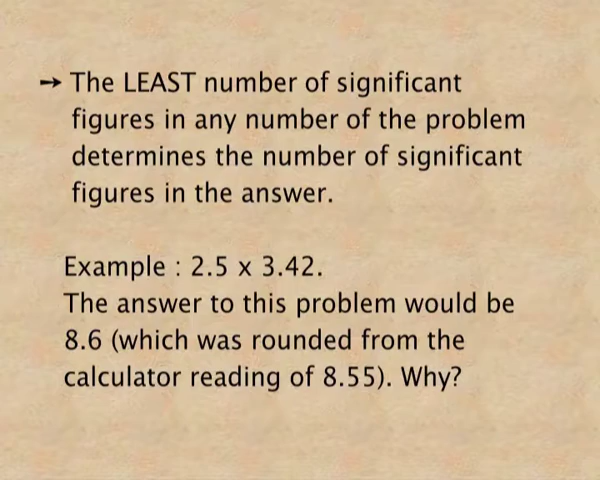 ➙ The LEAST number of significant
figures in any number of the problem
determines the number of significant
figures in the answer.
Example : 2.5 x 3.42.
The answer to this problem would be
8.6 (which was rounded from the
calculator reading of 8.55). Why?